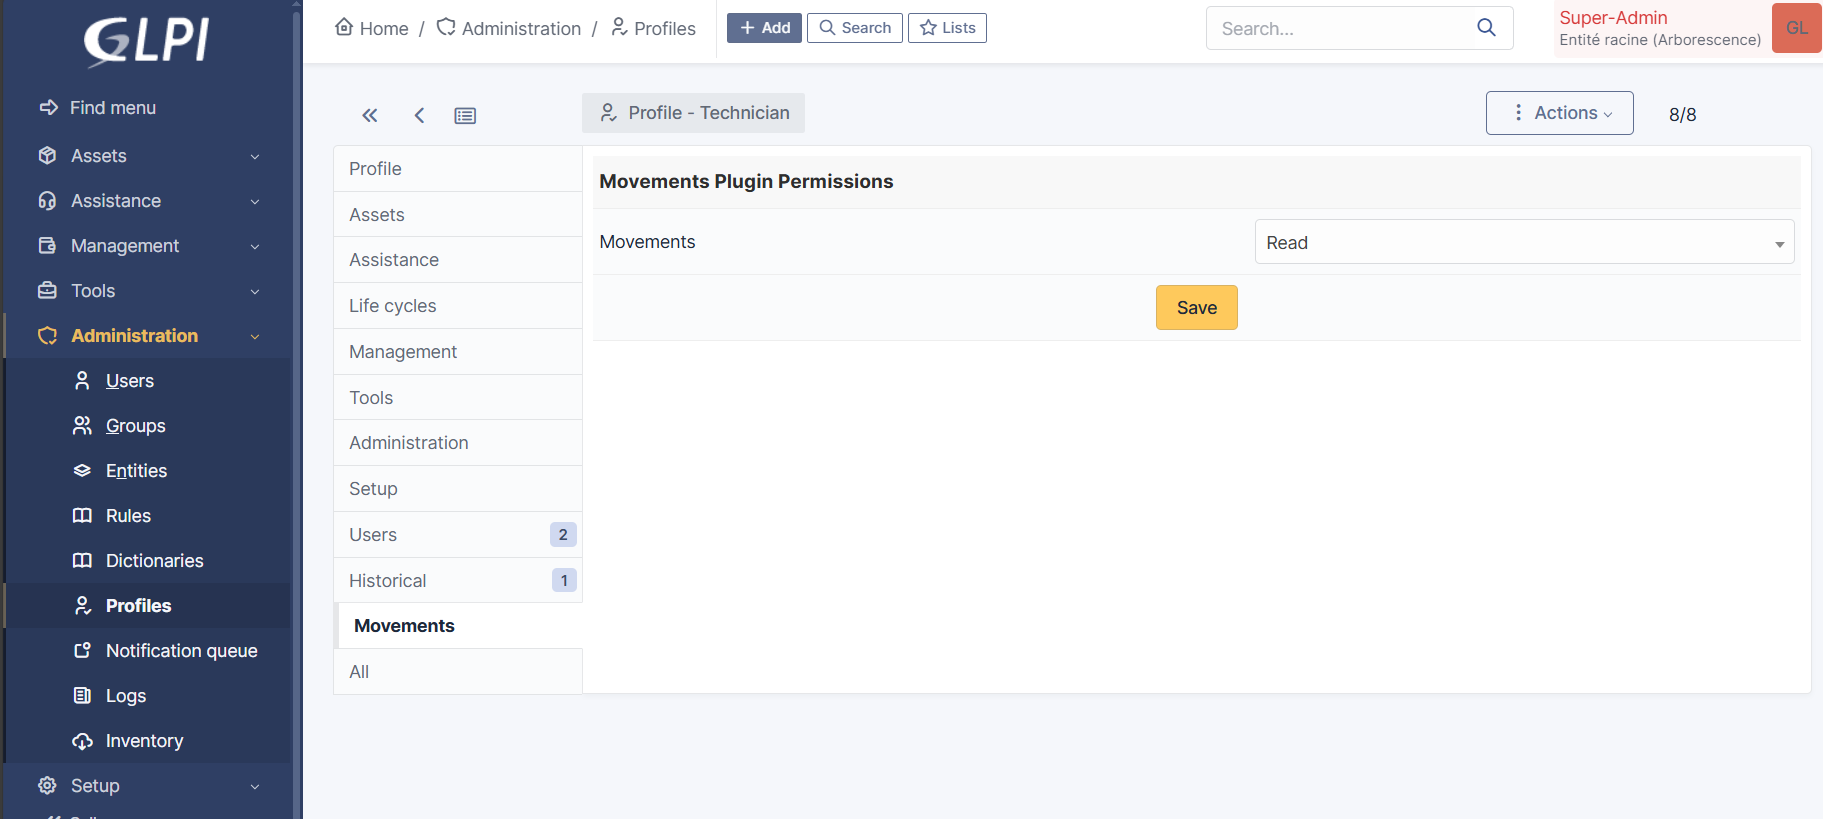 GLPI
Find menu
Assets
Assistance
Management
Tools
Administration
Users
Groups
Entities
Rules
Dictionaries
Profiles
Notification queue
Logs
Inventory
Setup
Home / Administration / Profiles
Add
Search
Lists
Search...
Super-Admin
Entité racine (Arborescence)
GL
Profile - Technician
Actions
8/8
Profile
Assets
Assistance
Life cycles
Management
Tools
Administration
Setup
Users 2
Historical 1
Movements
All
Movements Plugin Permissions
Movements
Read
Save